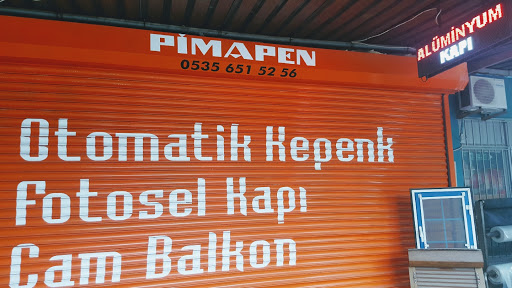 PİMAPEN
0535 651 52 56
ALÜMİNYUM
KAPI
Otomatik Kepenk
Fotosel Kapı
Cam Balkon